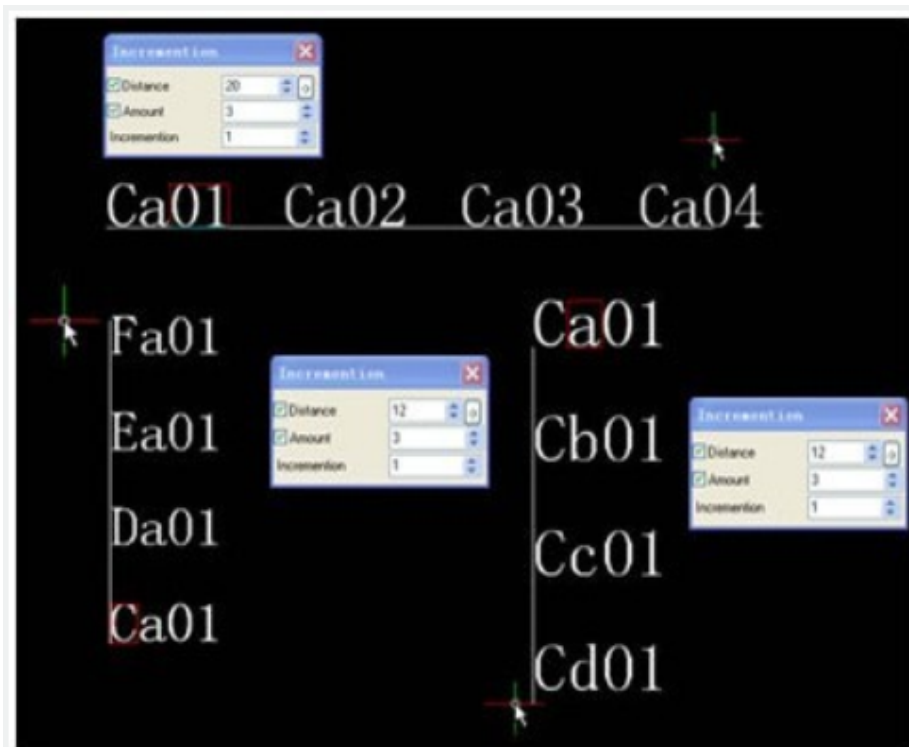 Incremention
Distance 20
Amount 3
Incremention 1
Ca01 Ca02 Ca03 Ca04
Fa01
Ea01
Da01
Ca01
Incremention
Distance 12
Amount 3
Incremention 1
Ca01
Cb01
Cc01
Cd01
Incremention
Distance 12
Amount 3
Incremention 1